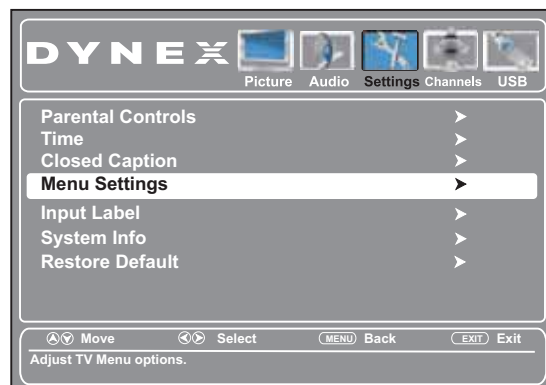 DYNEX
Picture Audio Settings Channels USB
Parental Controls
Time
Closed Caption
Menu Settings
Input Label
System Info
Restore Default
Move Select MENU Back EXIT Exit
Adjust TV Menu options.